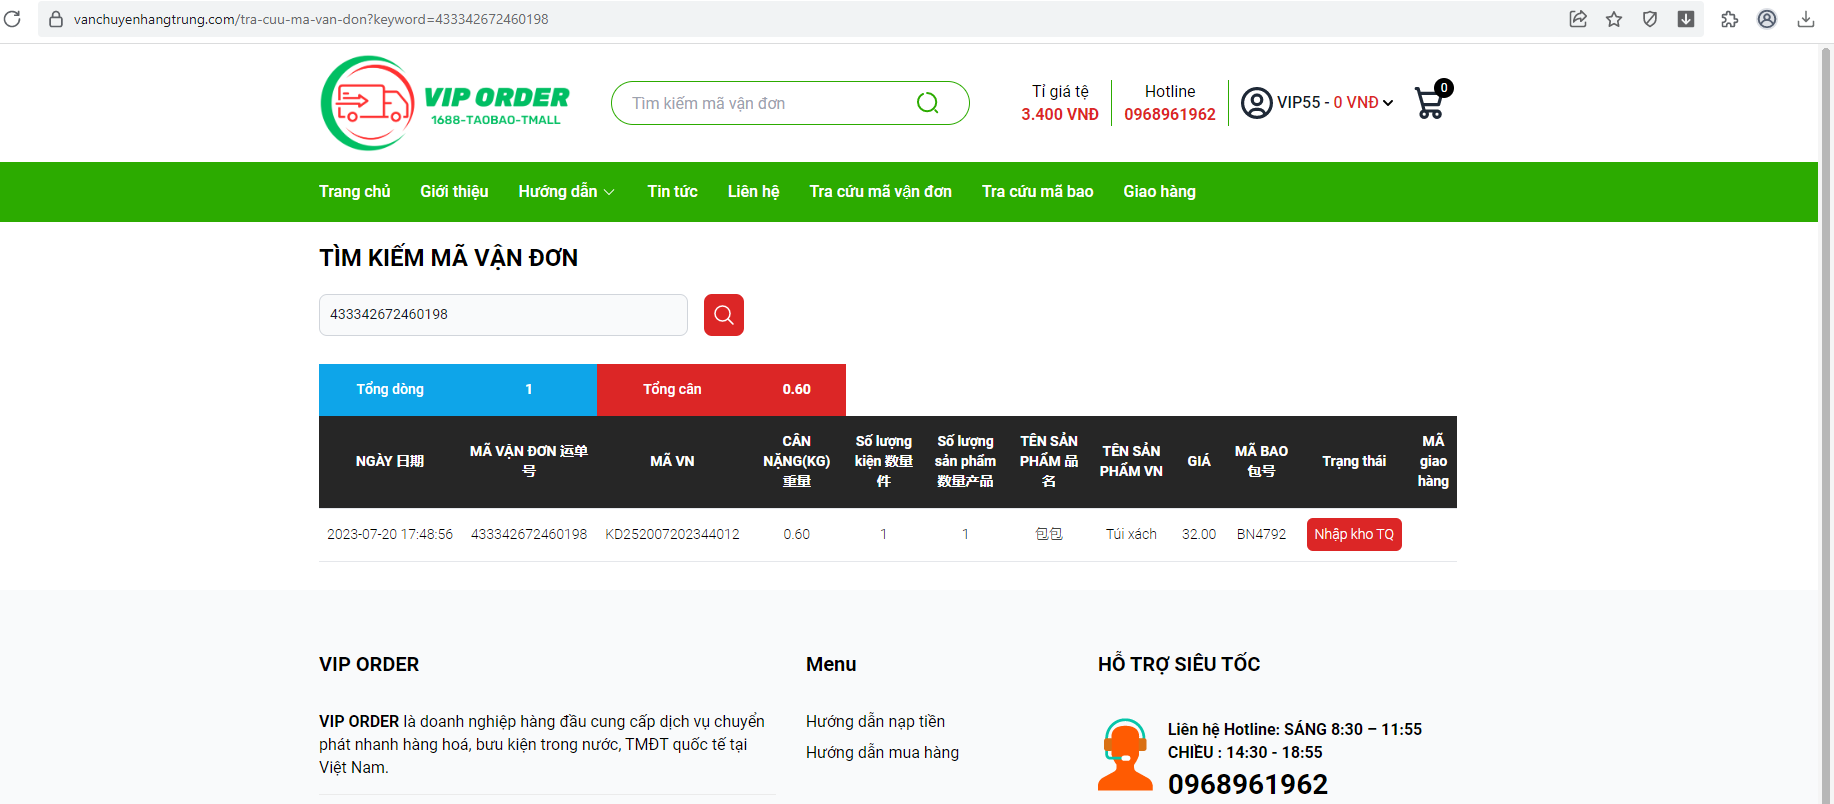 vanchuyenhangtrung.com/tra-cuu-ma-van-don?keyword=433342672460198
VIP ORDER
1688-TAOBAO-TMALL
Tìm kiếm mã vận đơn
Tỉ giá tệ
3.400 VNĐ
Hotline
0968961962
VIP55 - 0 VNĐ
0
Trang chủ Giới thiệu Hướng dẫn Tin tức Liên hệ Tra cứu mã vận đơn Tra cứu mã bao Giao hàng
TÌM KIẾM MÃ VẬN ĐƠN
433342672460198
Tổng dòng 1 Tổng cân 0.60
NGÀY 日期
MÃ VẬN ĐƠN 运单
号
MÃ VN
CÂN
NẶNG(KG)
重量
Số lượng
kiện 数量
件
Số lượng
sản phẩm
数量产品
TÊN SẢN
PHẨM 品
名
TÊN SẢN
PHẨM VN
GIÁ
MÃ BAO
包号
Trạng thái
MÃ
giao
hàng
2023-07-20 17:48:56 433342672460198 KD252007202344012 0.60 1 1 包包 Túi xách 32.00 BN4792 Nhập kho TQ
VIP ORDER
VIP ORDER là doanh nghiệp hàng đầu cung cấp dịch vụ chuyển
phát nhanh hàng hoá, bưu kiện trong nước, TMĐT quốc tế tại
Việt Nam.
Menu
Hướng dẫn nạp tiền
Hướng dẫn mua hàng
HỖ TRỢ SIÊU TỐC
Liên hệ Hotline: SÁNG 8:30 – 11:55
CHIỀU : 14:30 - 18:55
0968961962